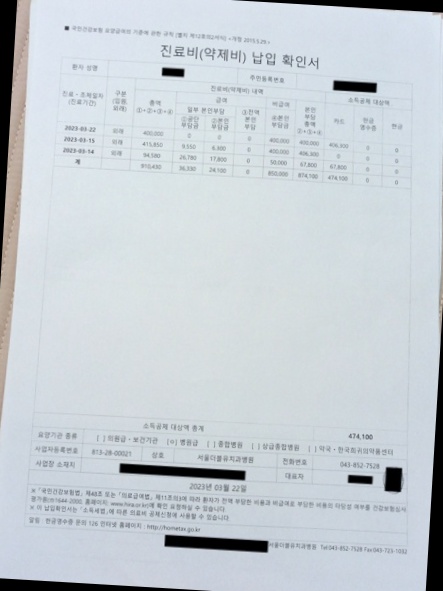 ■ 국민건강보험 요양급여의 기준에 관한 규칙 [별지 제12호의2서식] <개정 2015.5.29.>
진료비(약제비) 납입 확인서
환자 성명 주민등록번호
진료·조제일자 (진료기간) 구분 (입원, 외래) 진료비(약제비) 내역 소득공제 대상액
총액 ①+②+③+④ 급여 비급여 본인 부담 총액 ②+③+④ 카드 현금 영수증 현금
일부 본인부담 ③전액 본인 부담 ④본인 부담금
①공단 부담금 ②본인 부담금
2023-03-22 외래 400,000 0 0 400,000 400,000 406,300 0 0
2023-03-15 외래 415,850 9,550 6,300 400,000 406,300 0 0 0
2023-03-14 외래 94,580 26,780 17,800 50,000 67,800 67,800 0 0
계 910,430 36,330 24,100 850,000 874,100 474,100 0 0
소득공제 대상액 총계 474,100
요양기관 종류 [ ] 의원급·보건기관 [o] 병원급 [ ] 종합병원 [ ] 상급종합병원 [ ] 약국·한국희귀의약품센터
사업자등록번호 813-28-00021 상호 서울더블유치과병원 전화번호 043-852-7528
사업장 소재지 대표자
2023년 03월 22일
※「국민건강보험법」제48조 또는「의료급여법」제11조의3에 따라 환자가 전액 부담한 비용과 비급여로 부담한 비용의 타당성 여부를 건강보험심사
평가원(☏1644-2000, 홈페이지: www.hira.or.kr)에 확인 요청하실 수 있습니다.
※ 이 납입확인서는「소득세법」에 따른 의료비 공제신청에 사용할 수 있습니다.
알림 : 현금영수증 문의 126 인터넷 홈페이지 : http://hometax.go.kr
서울더블유치과병원 Tel:043-852-7528 Fax:043-723-1032